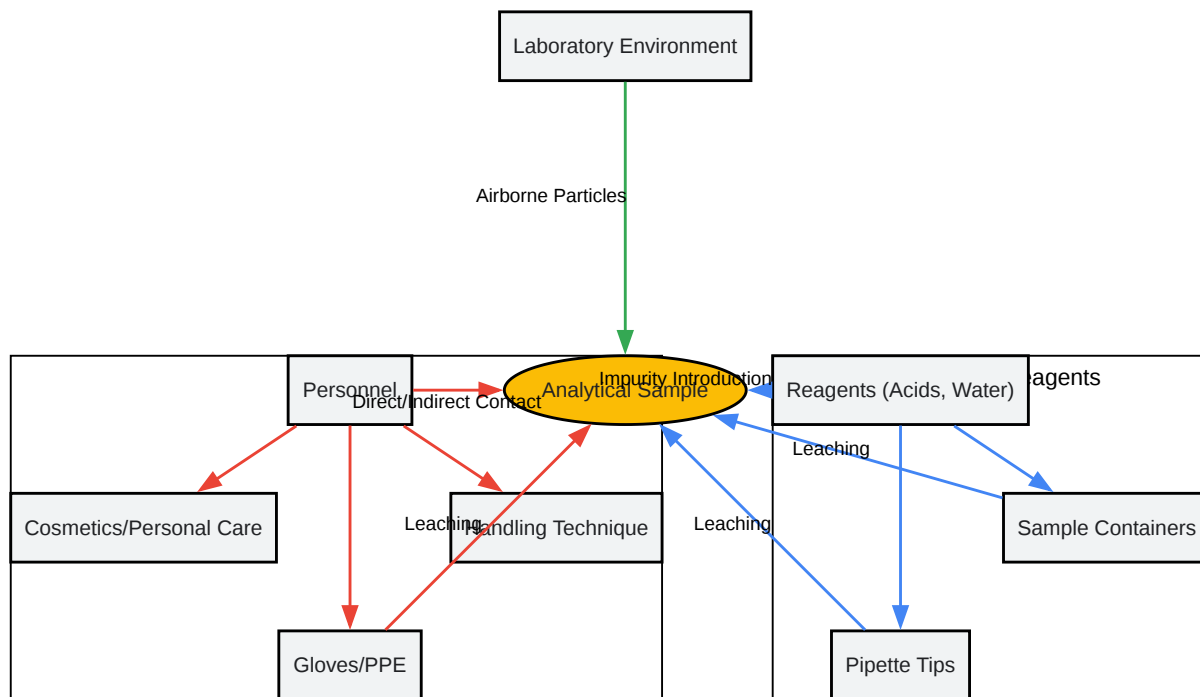 Laboratory Environment
Airborne Particles
Personnel
Impurity Introduction
Analytical Sample
Reagents (Acids, Water)
eagents
Direct/Indirect Contact
Leaching
Cosmetics/Personal Care
Leaching
Handling Technique
Leaching
Sample Containers
Gloves/PPE
Pipette Tips